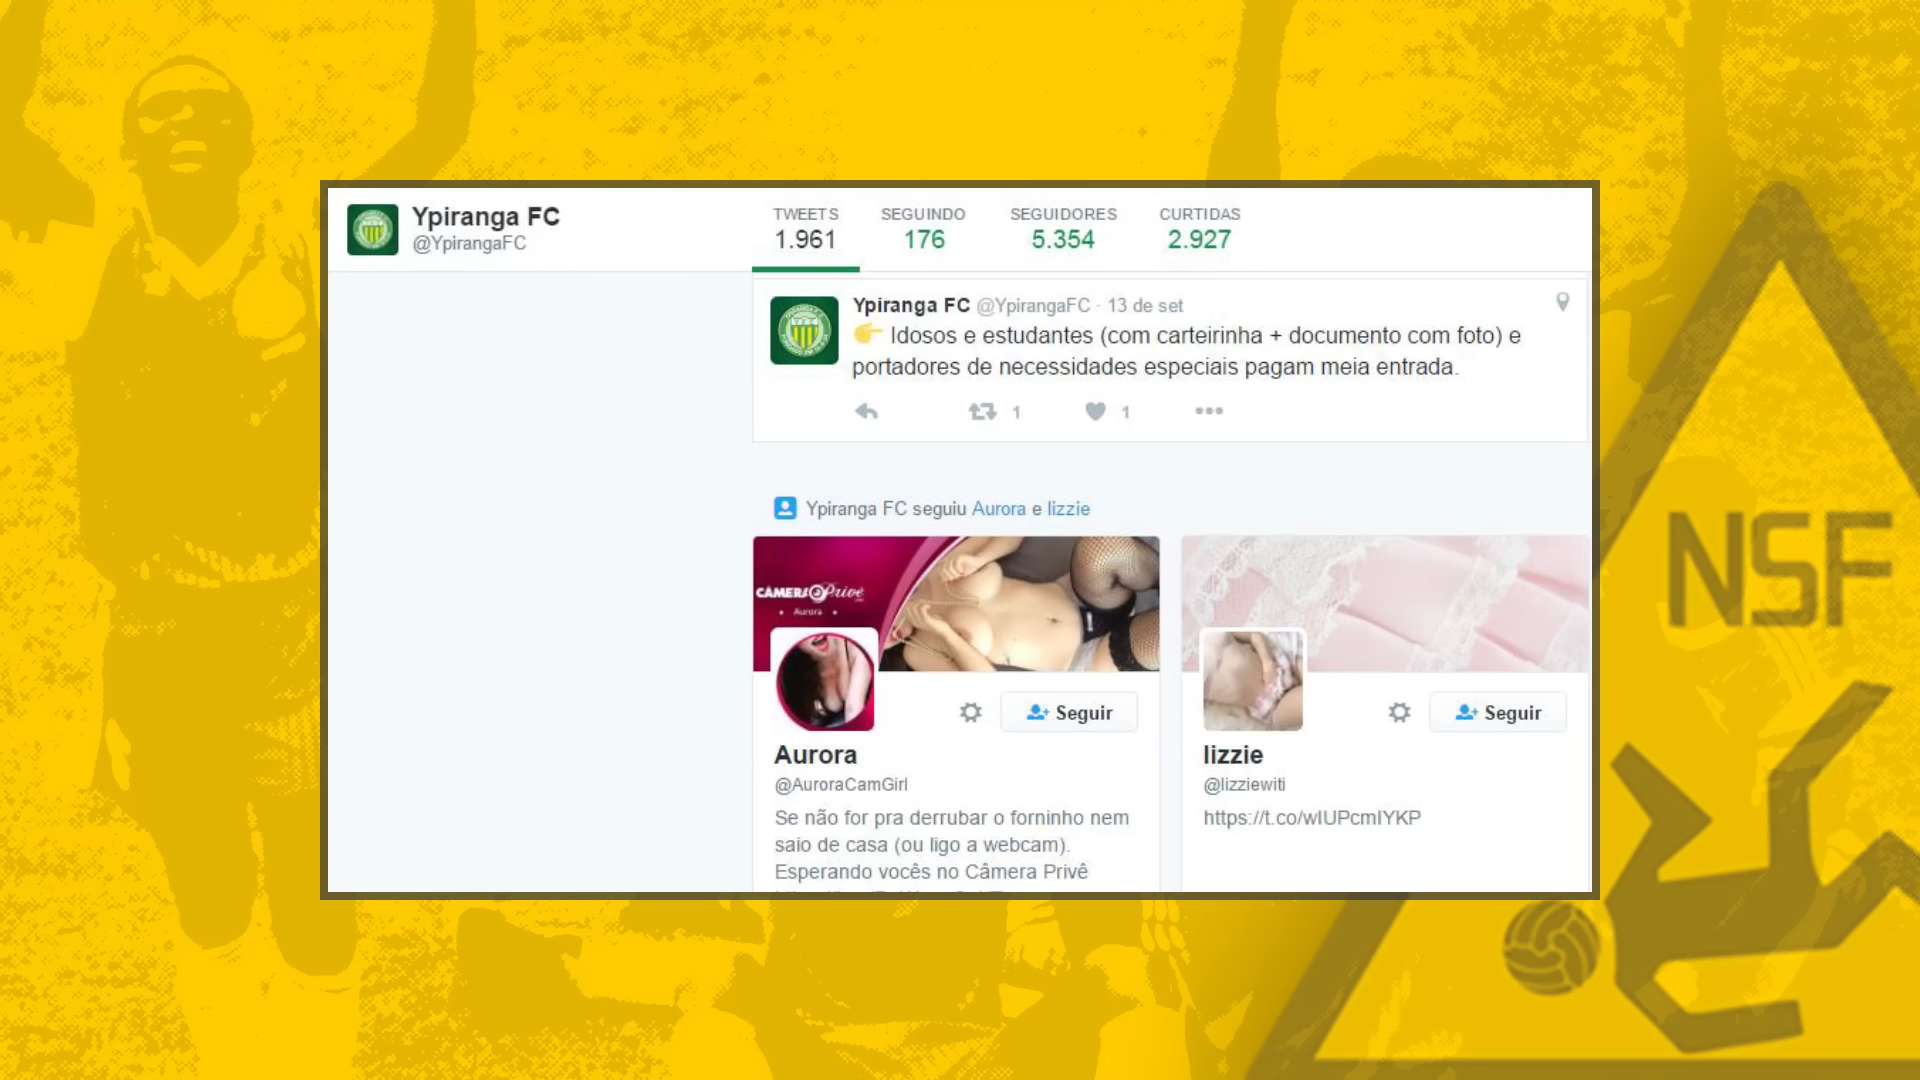 Ypiranga FC
@YpirangaFC
TWEETS
1.961
SEGUINDO
176
SEGUIDORES
5.354
CURTIDAS
2.927
Ypiranga FC @YpirangaFC · 13 de set
Idosos e estudantes (com carteirinha + documento com foto) e
portadores de necessidades especiais pagam meia entrada.
1
1
Ypiranga FC seguiu Aurora e lizzie
CÂMERA Privê
Aurora
Seguir
Aurora
@AuroraCamGirl
Se não for pra derrubar o forninho nem
saio de casa (ou ligo a webcam).
Esperando vocês no Câmera Privê
Seguir
lizzie
@lizziewiti
https://t.co/wIUPcmIYKP
NSF